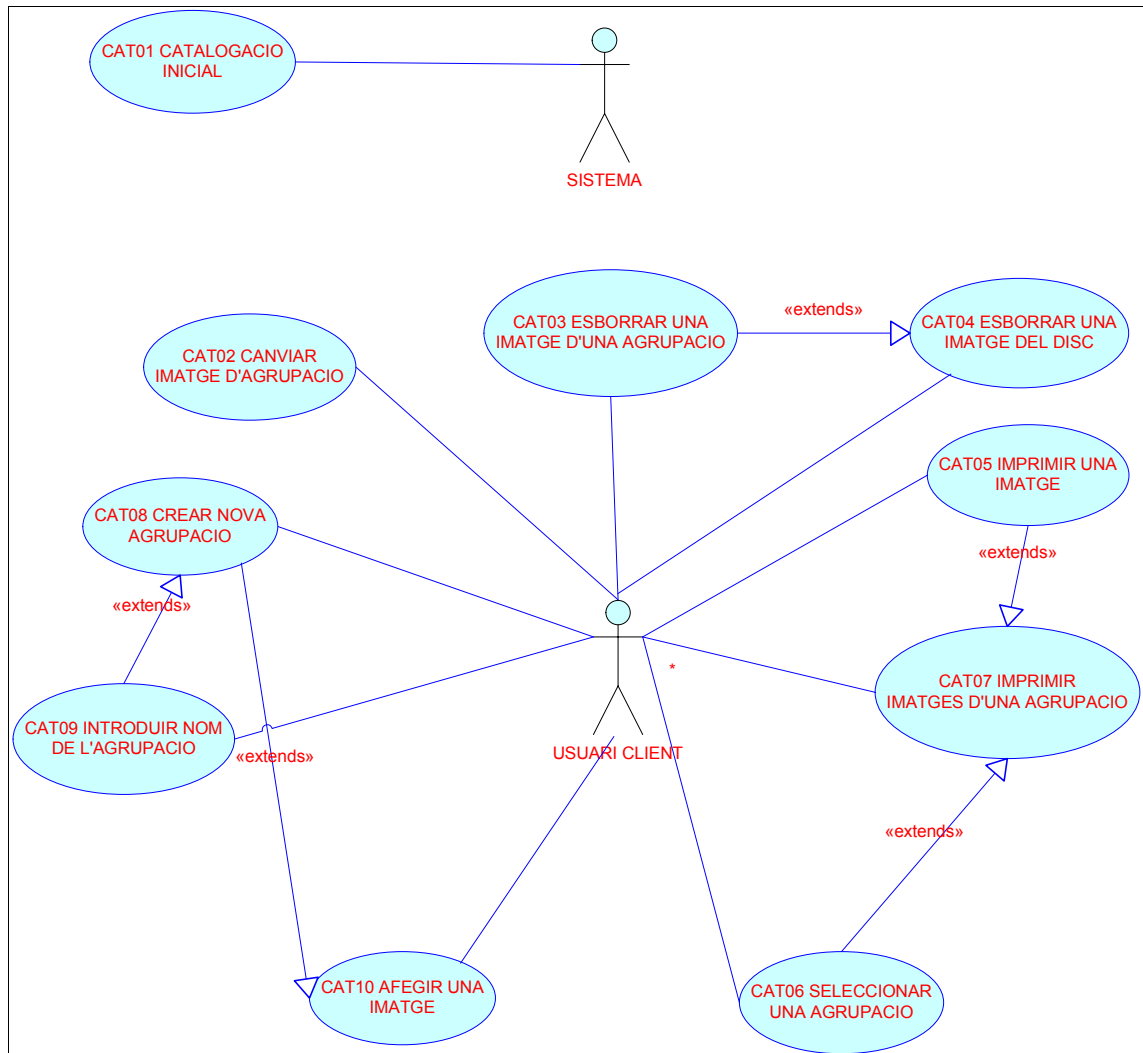 CAT01 CATALOGACIO
INICIAL
SISTEMA
CAT03 ESBORRAR UNA
IMATGE D'UNA AGRUPACIO
«extends»
CAT04 ESBORRAR UNA
IMATGE DEL DISC
CAT02 CANVIAR
IMATGE D'AGRUPACIO
CAT05 IMPRIMIR UNA
IMATGE
CAT08 CREAR NOVA
AGRUPACIO
«extends»
«extends»
*
CAT07 IMPRIMIR
IMATGES D'UNA AGRUPACIO
CAT09 INTRODUIR NOM
DE L'AGRUPACIO
«extends»
USUARI CLIENT
«extends»
CAT10 AFEGIR UNA
IMATGE
CAT06 SELECCIONAR
UNA AGRUPACIO